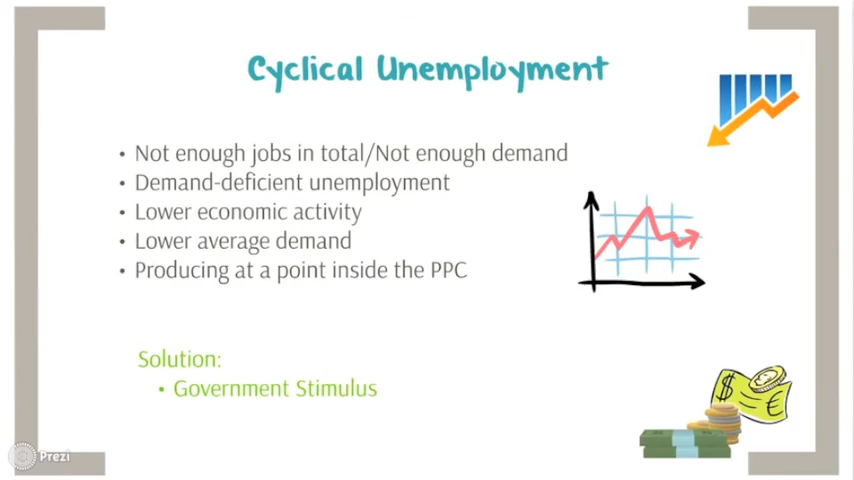 Cyclical Unemployment
• Not enough jobs in total/Not enough demand
• Demand-deficient unemployment
• Lower economic activity
• Lower average demand
• Producing at a point inside the PPC
Solution:
• Government Stimulus
$
€
Prezi